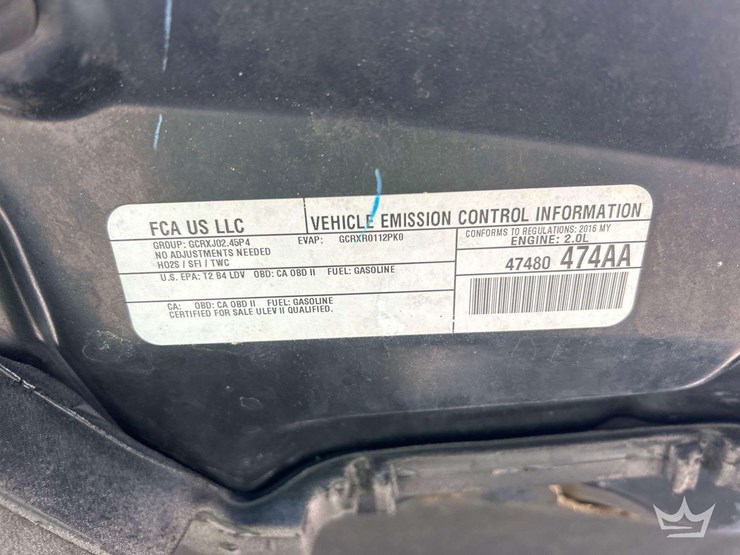 FCA US LLC
VEHICLE EMISSION CONTROL INFORMATION
GROUP: GCRXJ02.45P4 EVAP: GCRXR0112PK0
NO ADJUSTMENTS NEEDED
HO2S / SFI / TWC
U.S. EPA: T2 B4 LDV OBD: CA OBD II FUEL: GASOLINE
CA: OBD: CA OBD II FUEL: GASOLINE
CERTIFIED FOR SALE ULEV II QUALIFIED.
CONFORMS TO REGULATIONS: 2016 MY
ENGINE: 2.0L
47480 474AA